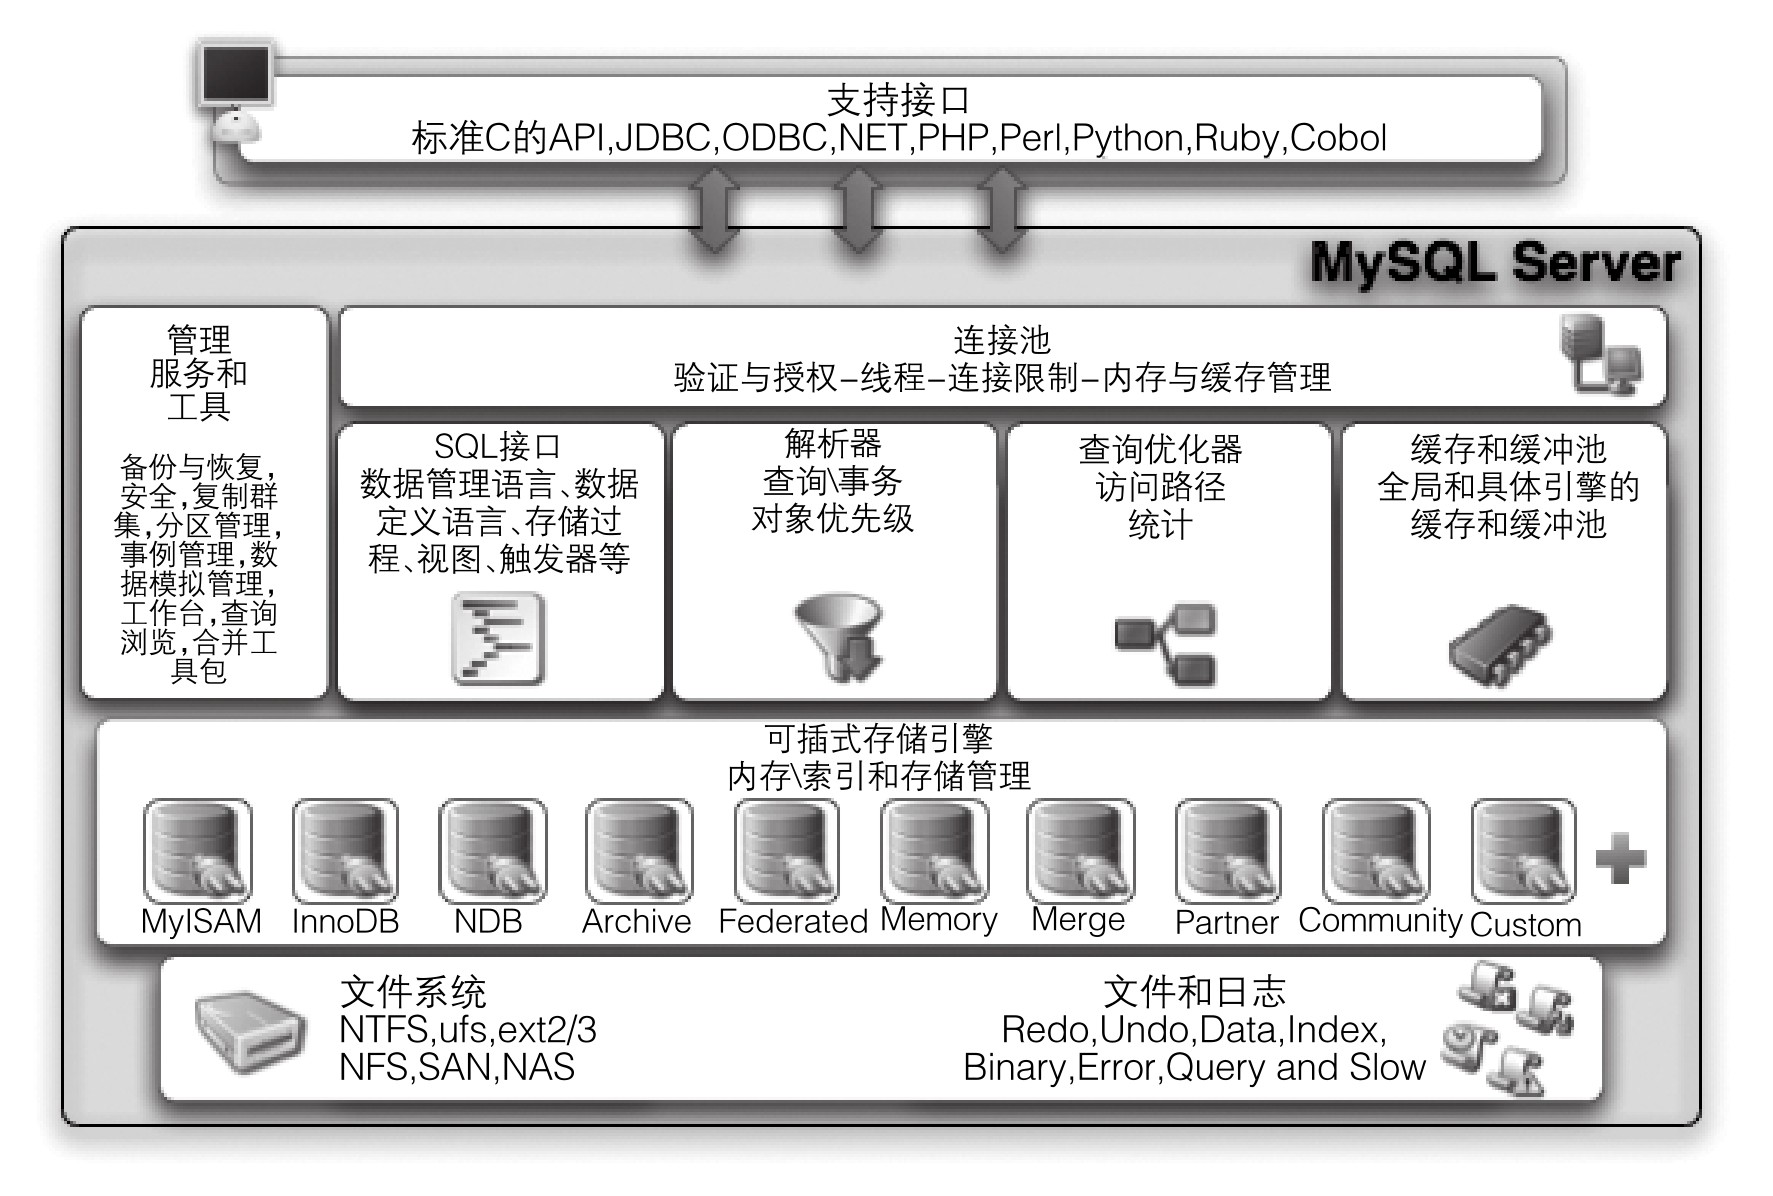 支持接口
标准C的API,JDBC,ODBC,NET,PHP,Perl,Python,Ruby,Cobol
MySQL Server
管理
服务和
工具
备份与恢复,
安全,复制群
集,分区管理,
事例管理,数
据模拟管理,
工作台,查询
浏览,合并工
具包
连接池
验证与授权–线程–连接限制–内存与缓存管理
SQL接口
数据管理语言、数据
定义语言、存储过
程、视图、触发器等
解析器
查询\事务
对象优先级
查询优化器
访问路径
统计
缓存和缓冲池
全局和具体引擎的
缓存和缓冲池
可插式存储引擎
内存\索引和存储管理
MyISAM
InnoDB
NDB
Archive
Federated
Memory
Merge
Partner
Community
Custom
文件系统
NTFS,ufs,ext2/3
NFS,SAN,NAS
文件和日志
Redo,Undo,Data,Index,
Binary,Error,Query and Slow